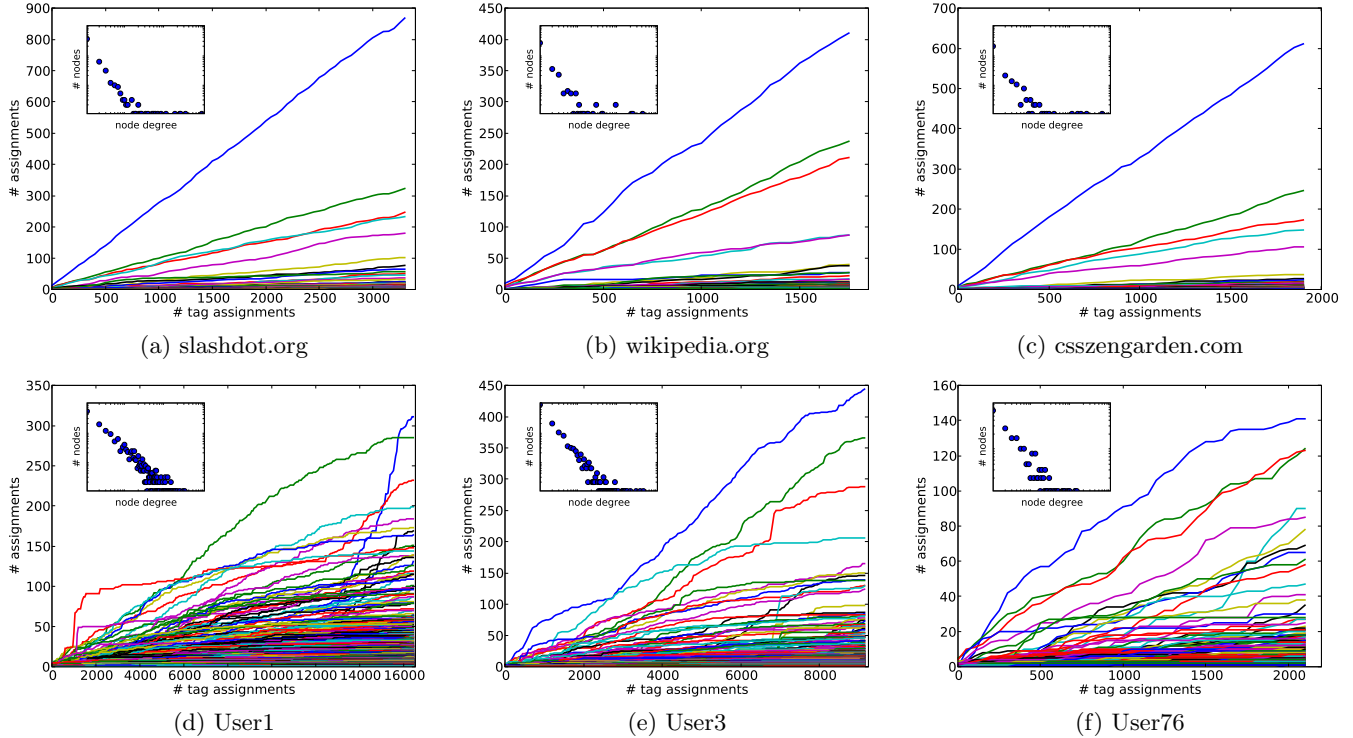 900
800
700
600
500
400
300
200
100
0
# assignments
# nodes
node degree
0 500 1000 1500 2000 2500 3000
# tag assignments
(a) slashdot.org
450
400
350
300
250
200
150
100
50
0
# assignments
# nodes
node degree
0 500 1000 1500
# tag assignments
(b) wikipedia.org
700
600
500
400
300
200
100
0
# assignments
# nodes
node degree
0 500 1000 1500 2000
# tag assignments
(c) csszengarden.com
350
300
250
200
150
100
50
0
# assignments
# nodes
node degree
0 2000 4000 6000 8000 10000 12000 14000 16000
# tag assignments
(d) User1
450
400
350
300
250
200
150
100
50
0
# assignments
# nodes
node degree
0 2000 4000 6000 8000
# tag assignments
(e) User3
160
140
120
100
80
60
40
20
0
# assignments
# nodes
node degree
0 500 1000 1500 2000
# tag assignments
(f) User76